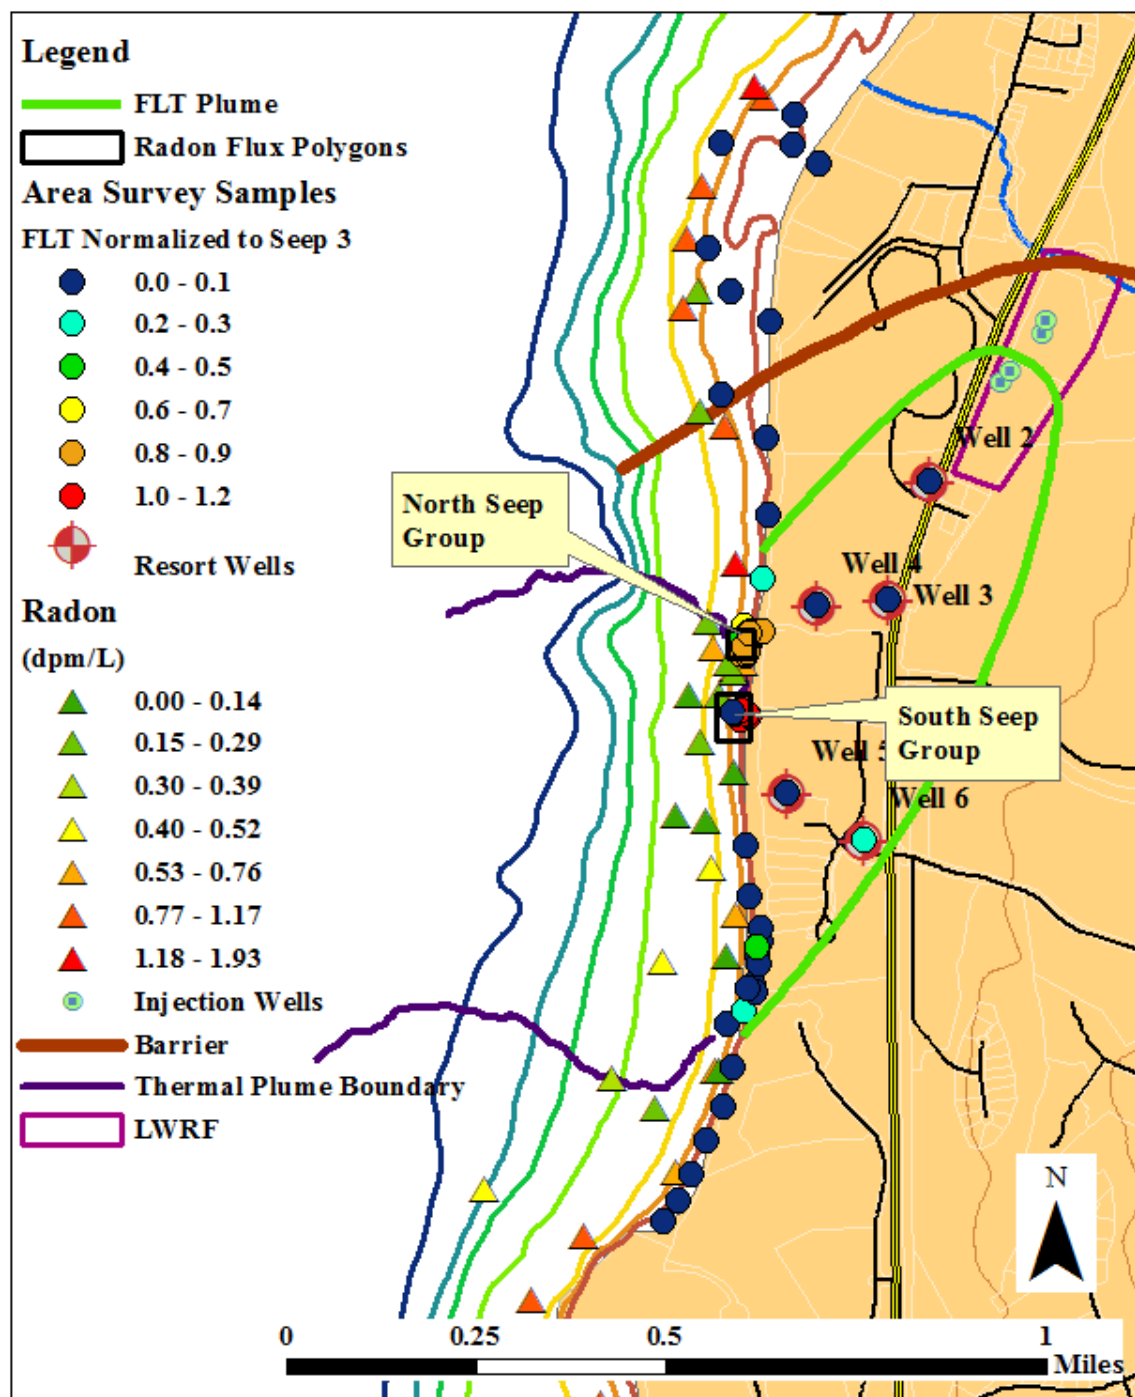 Legend
FLT Plume
Radon Flux Polygons
Area Survey Samples
FLT Normalized to Seep 3
0.0 - 0.1
0.2 - 0.3
0.4 - 0.5
0.6 - 0.7
0.8 - 0.9
1.0 - 1.2
Resort Wells
Radon
(dpm/L)
0.00 - 0.14
0.15 - 0.29
0.30 - 0.39
0.40 - 0.52
0.53 - 0.76
0.77 - 1.17
1.18 - 1.93
Injection Wells
Barrier
Thermal Plume Boundary
LWRF
Well 2
North Seep
Group
Well 4
Well 3
South Seep
Group
Well 5
Well 6
N
0
0.25
0.5
1
Miles